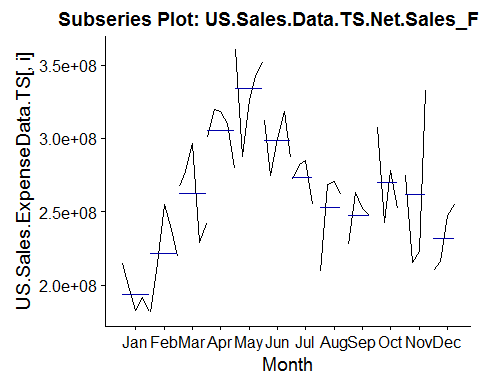 Subseries Plot: US.Sales.Data.TS.Net.Sales_F
US.Sales.ExpenseData.TS[, i]
3.5e+08
3.0e+08
2.5e+08
2.0e+08
Jan Feb Mar Apr May Jun Jul Aug Sep Oct Nov Dec
Month